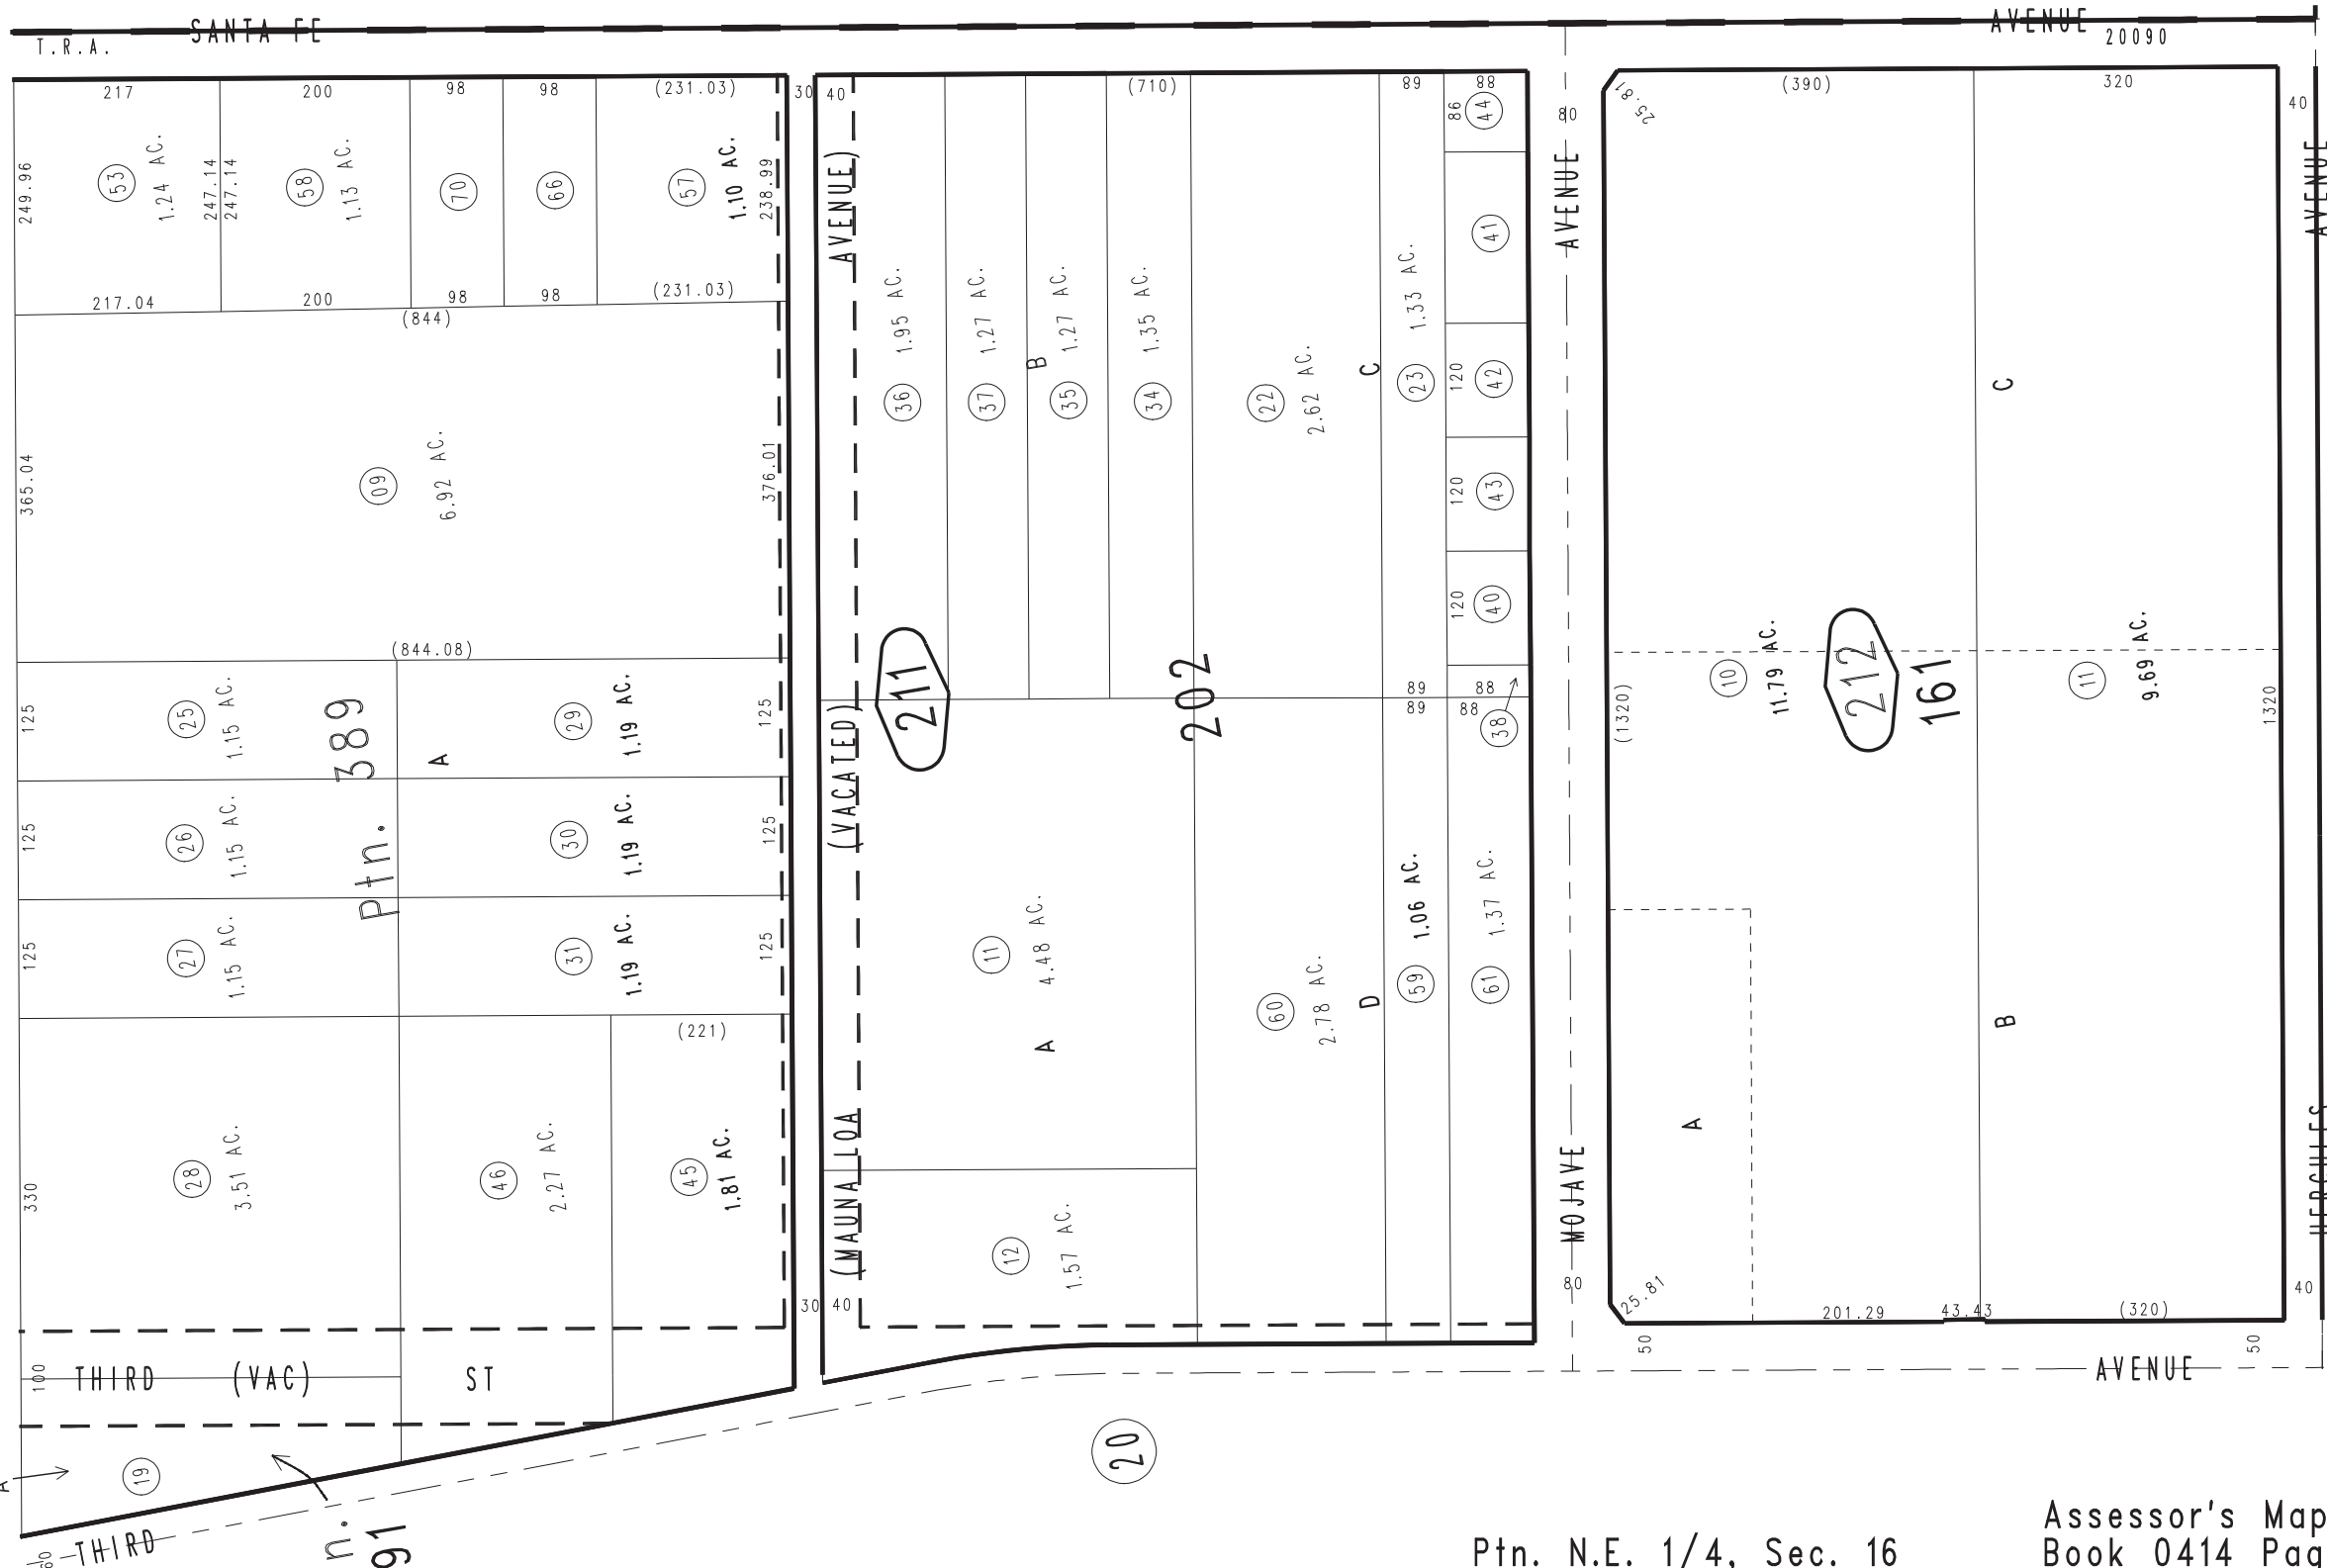 SANTA FE
AVENUE
T.R.A.
20090
217
200
98
98
(231.03)
30
40
(710)
89
88
80
25.81
(390)
320
40
249.96
53
1.24 AC.
247.14
247.14
58
1.13 AC.
70
66
57
1.10 AC.
238.99
86
44
41
AVENUE)
AVENUE
AVENUE
217.04
200
98
98
(231.03)
(844)
36
1.95 AC.
37
1.27 AC.
B
35
1.27 AC.
34
1.35 AC.
22
2.62 AC.
C
23
1.33 AC.
120
42
C
365.04
09
6.92 AC.
376.01
120
43
120
40
(844.08)
125
25
1.15 AC.
Ptn. 389
A
29
1.19 AC.
125
(VACATED)
211
202
89
88
89
88
38
(1320)
10
11.79 AC.
212
161
11
9.69 AC.
1320
125
26
1.15 AC.
30
1.19 AC.
125
125
27
1.15 AC.
31
1.19 AC.
125
11
4.48 AC.
A
60
2.78 AC.
D
59
1.06 AC.
61
1.37 AC.
B
A
(221)
330
28
3.51 AC.
46
2.27 AC.
45
1.81 AC.
(MAUNA LOA
12
1.57 AC.
MOJAVE
HERCULES
30
40
80
25.81
201.29
43.43
(320)
40
50
50
100
THIRD (VAC) ST
AVENUE
A
19
20
THIRD
60
n.
91
Ptn. N.E. 1/4, Sec. 16
Assessor's Map
Book 0414 Pag